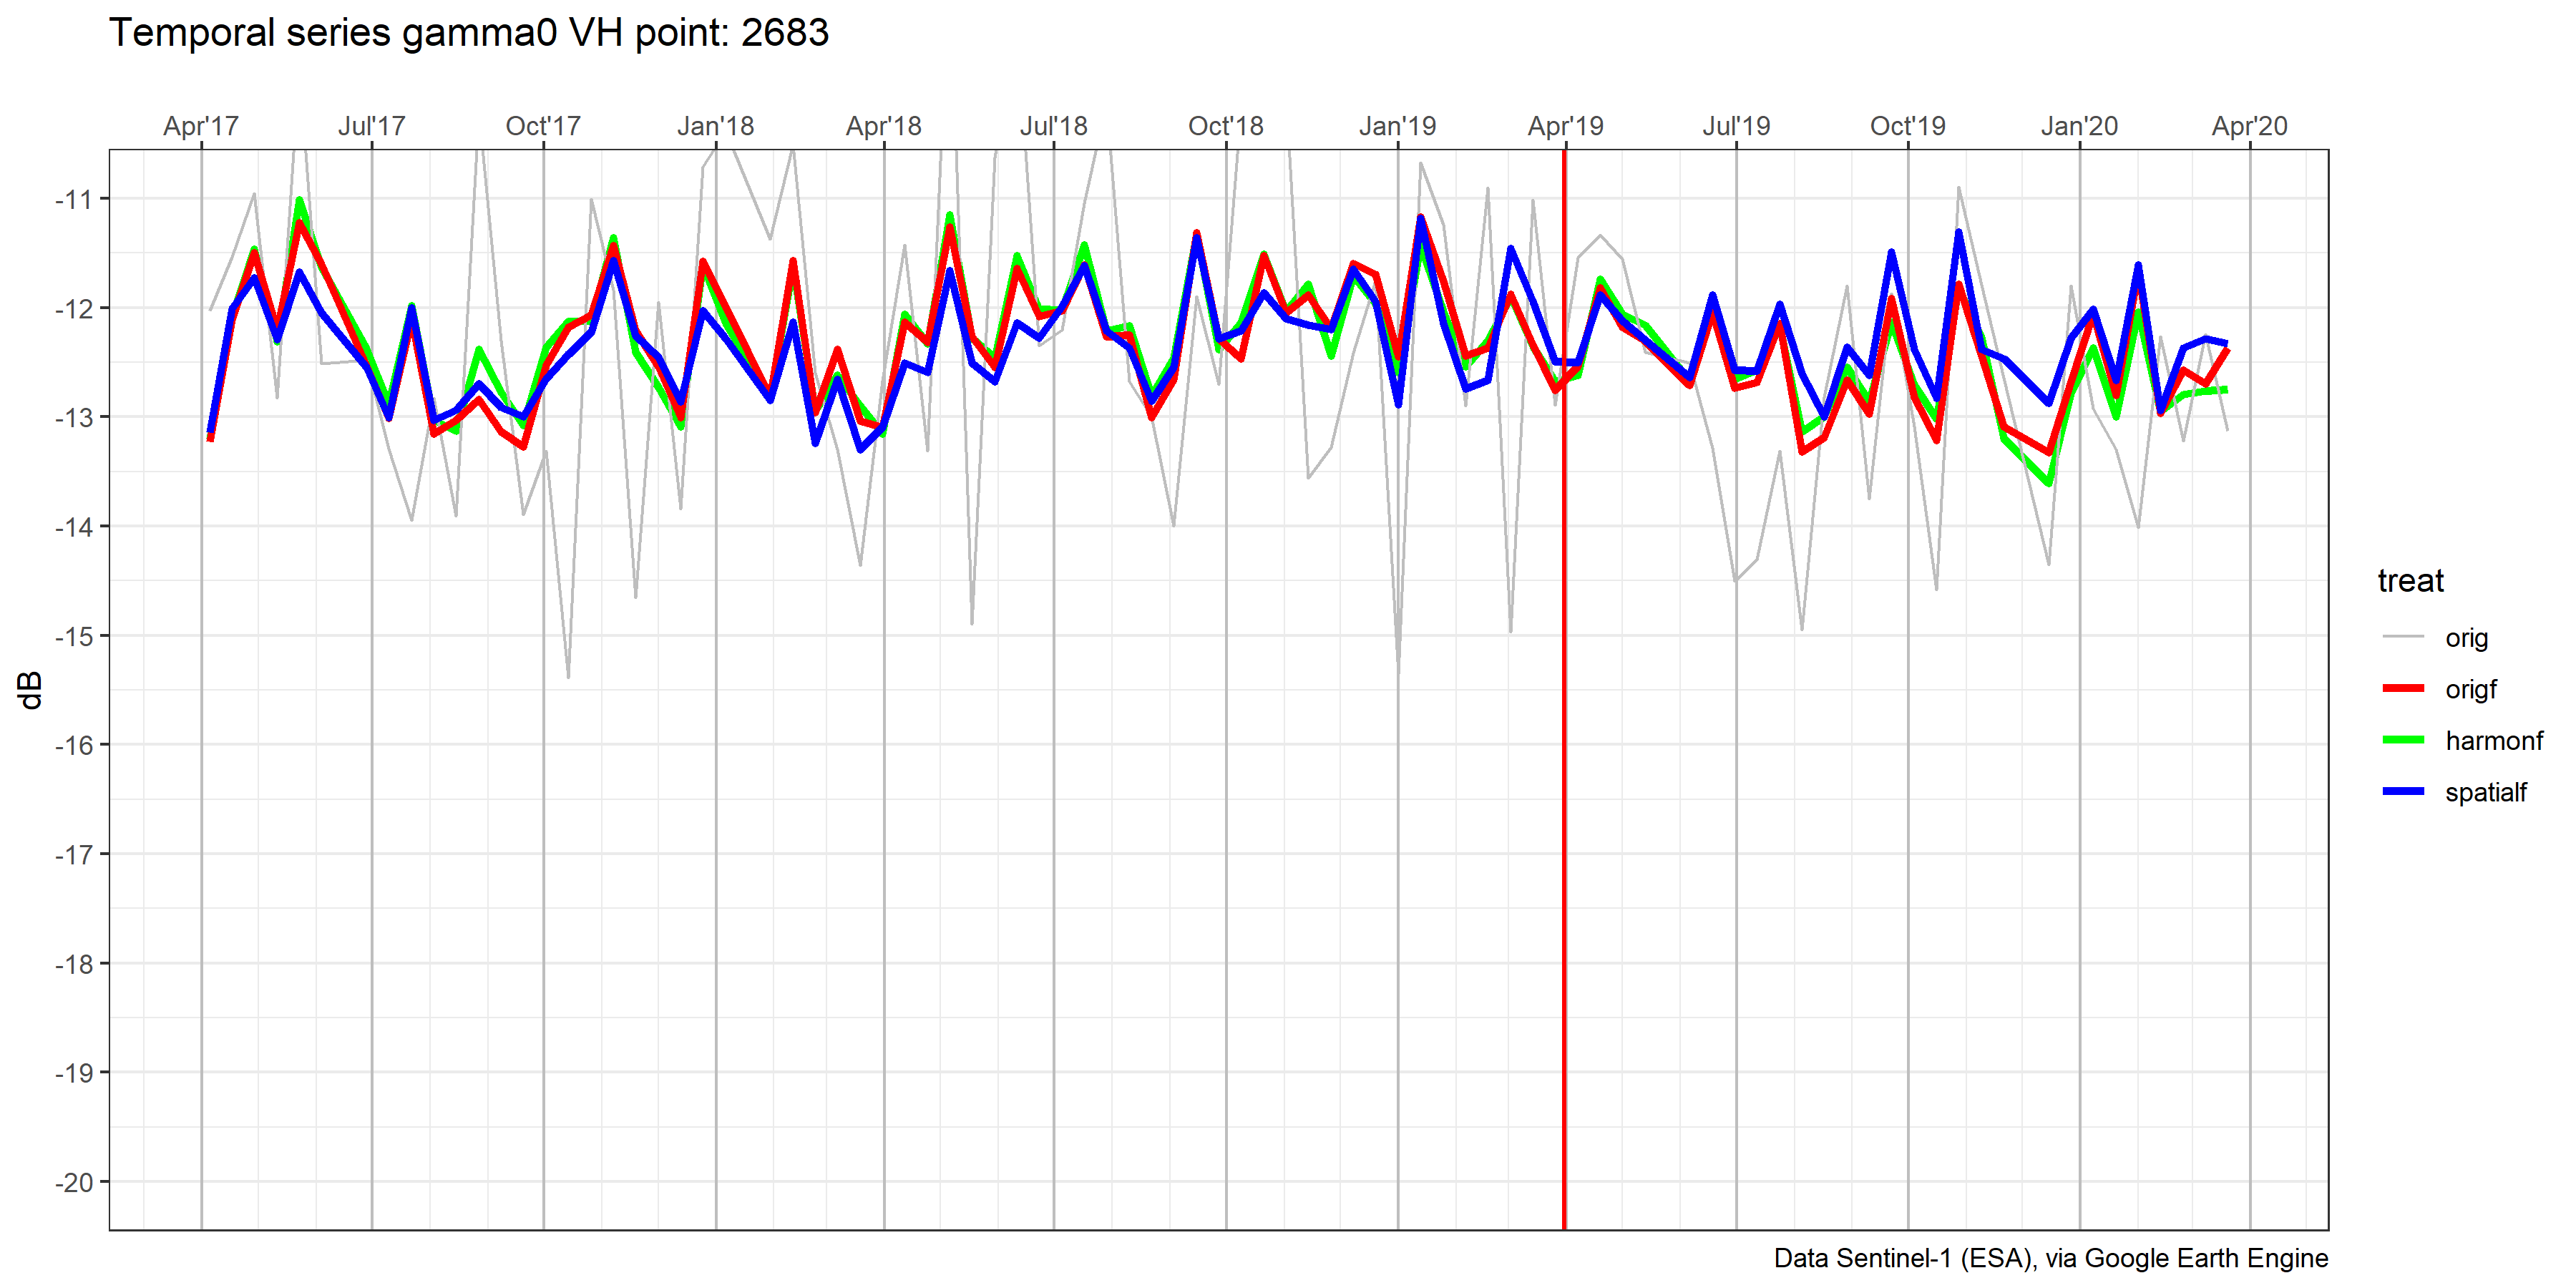 Temporal series gamma0 VH point: 2683
Apr'17 Jul'17 Oct'17 Jan'18 Apr'18 Jul'18 Oct'18 Jan'19 Apr'19 Jul'19 Oct'19 Jan'20 Apr'20
-11
-12
-13
-14
-15
-16
-17
-18
-19
-20
dB
treat
orig
origf
harmonf
spatialf
Data Sentinel-1 (ESA), via Google Earth Engine